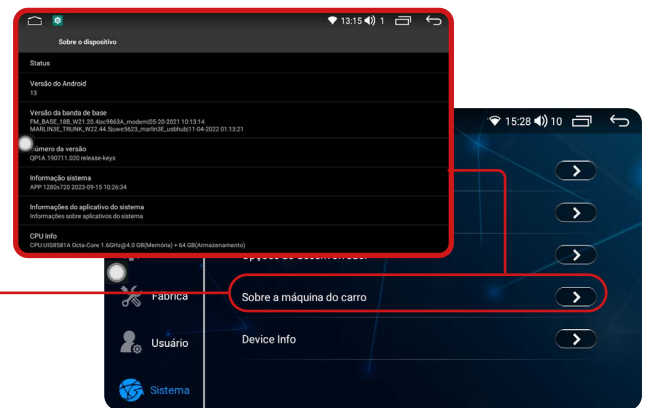 13:15 1
Sobre o dispositivo
Status
Versão do Android
13
Versão da banda de base
FM_BASE_18B_W21.20.4|sc9863A_modem|05-20-2021 10:13:14
MARLIN3E_TRUNK_W22.44.5|uwe5623_marlin3E_usbhub|11-04-2022 01:13:21
úmero da versão
QP1A.190711.020 release-keys
Informação sistema
APP 1280x720 2023-09-15 10:26:34
Informações do aplicativo do sistema
Informações sobre aplicativos do sistema
CPU Info
CPU:UIS8581A Octa-Core 1.6GHz@4.0 GB(Memória) + 64 GB(Armazenamento)
15:28 10
Fábrica
Sobre a máquina do carro
Usuário
Device Info
Sistema